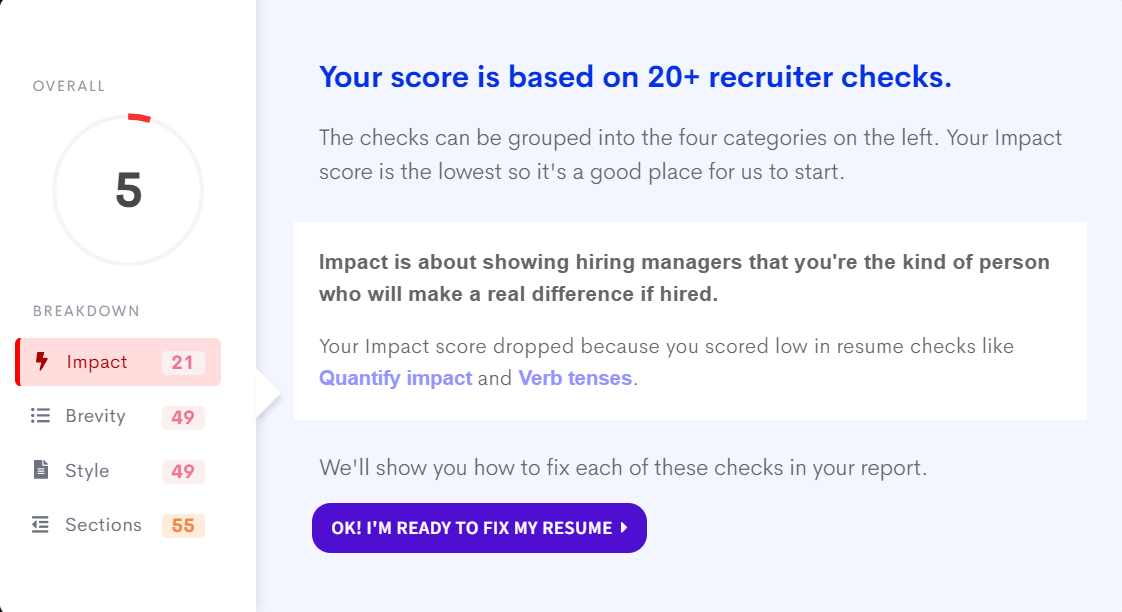 OVERALL
5
BREAKDOWN
Impact 21
Brevity 49
Style 49
Sections 55
Your score is based on 20+ recruiter checks.
The checks can be grouped into the four categories on the left. Your Impact
score is the lowest so it's a good place for us to start.
Impact is about showing hiring managers that you're the kind of person
who will make a real difference if hired.
Your Impact score dropped because you scored low in resume checks like
Quantify impact and Verb tenses.
We'll show you how to fix each of these checks in your report.
OK! I'M READY TO FIX MY RESUME